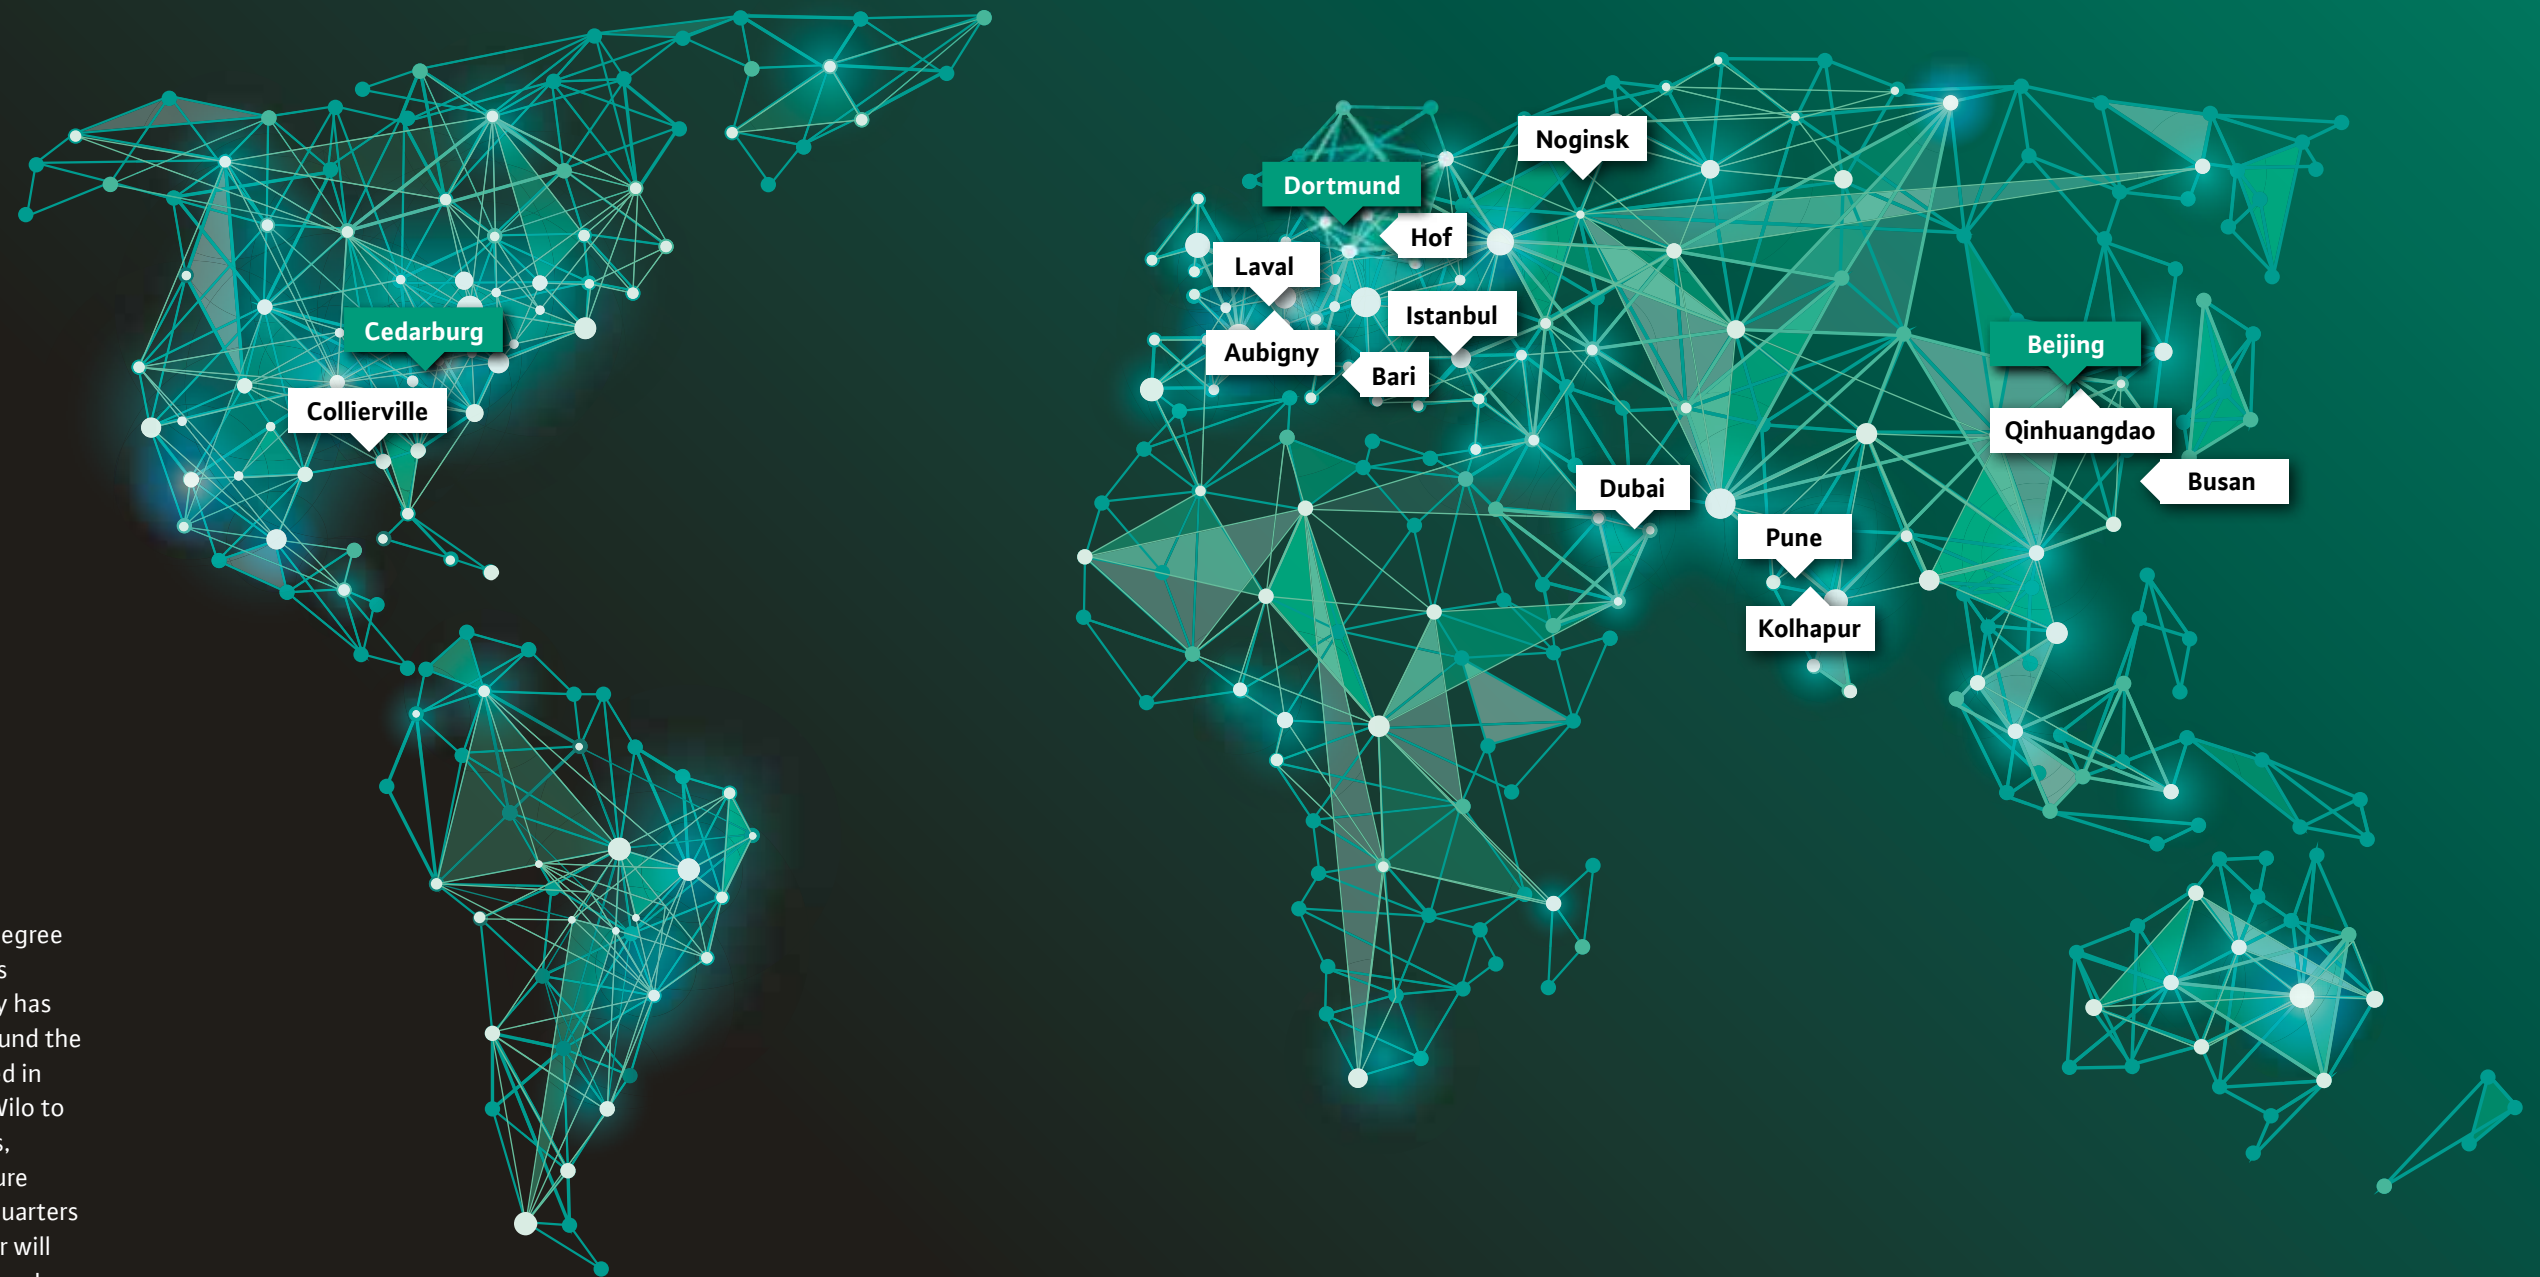 Noginsk
Dortmund
Hof
Laval
Istanbul
Cedarburg
Beijing
Aubigny
Bari
Collierville
Qinhuangdao
Busan
Dubai
Pune
Kolhapur
egree
s
y has
und the
d in
Wilo to
s,
ure
uarters
r will